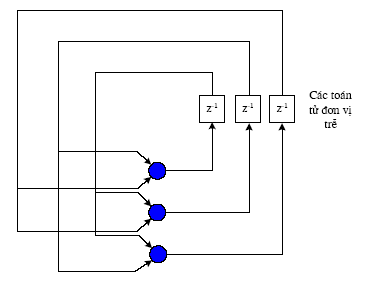 z⁻¹ z⁻¹ z⁻¹
Các toán
tử đơn vị
trễ